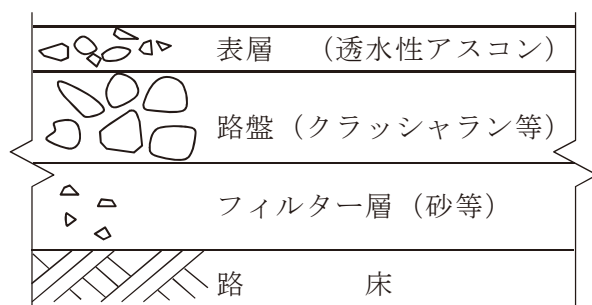 表層　（透水性アスコン）
路盤（クラッシャラン等）
フィルター層（砂等）
路　　　　床